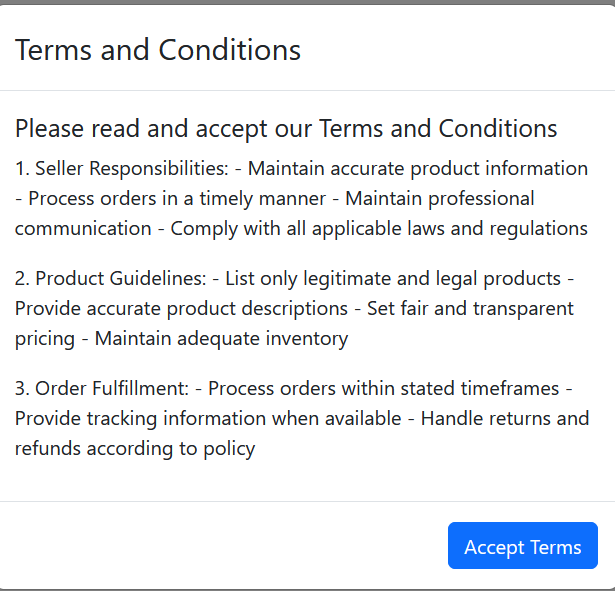 Terms and Conditions
Please read and accept our Terms and Conditions
1. Seller Responsibilities: - Maintain accurate product information
- Process orders in a timely manner - Maintain professional
communication - Comply with all applicable laws and regulations
2. Product Guidelines: - List only legitimate and legal products -
Provide accurate product descriptions - Set fair and transparent
pricing - Maintain adequate inventory
3. Order Fulfillment: - Process orders within stated timeframes -
Provide tracking information when available - Handle returns and
refunds according to policy
Accept Terms